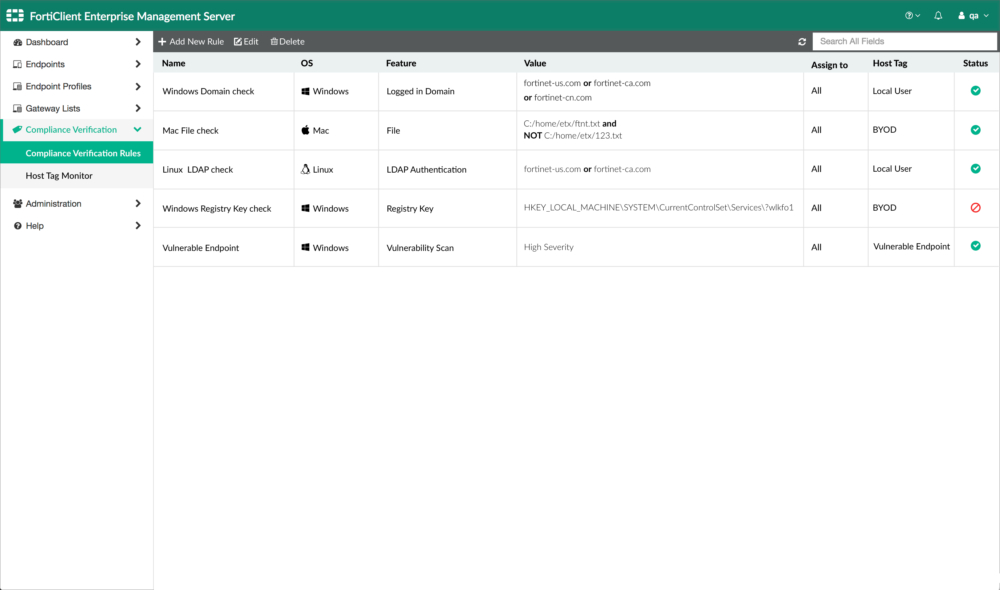 FortiClient Enterprise Management Server
qa
Dashboard
Endpoints
Endpoint Profiles
Gateway Lists
Compliance Verification
Compliance Verification Rules
Host Tag Monitor
Administration
Help
Add New Rule Edit Delete
Search All Fields
Name OS Feature Value Assign to Host Tag Status
Windows Domain check Windows Logged in Domain fortinet-us.com or fortinet-ca.com All Local User
or fortinet-cn.com
Mac File check Mac File C:/home/etx/ftnt.txt and All BYOD
NOT C:/home/etx/123.txt
Linux  LDAP check Linux LDAP Authentication fortinet-us.com or fortinet-ca.com All Local User
Windows Registry Key check Windows Registry Key HKEY_LOCAL_MACHINE\SYSTEM\CurrentControlSet\Services\?wlkfo1 All BYOD
Vulnerable Endpoint Windows Vulnerability Scan High Severity All Vulnerable Endpoint